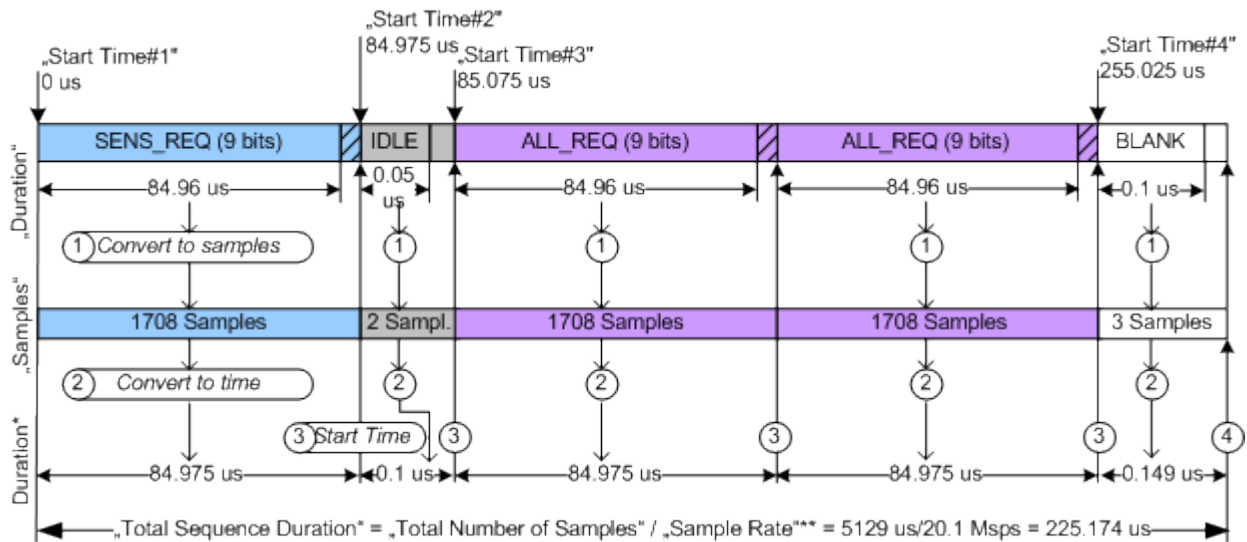 „Start Time#1"
0 us
„Start Time#2"
84.975 us
„Start Time#3"
85.075 us
„Start Time#4"
255.025 us
SENS_REQ (9 bits)
IDLE
ALL_REQ (9 bits)
ALL_REQ (9 bits)
BLANK
„Duration"
84.96 us
0.05
us
84.96 us
84.96 us
0.1 us
1 Convert to samples
1
1
1
1
„Samples"
1708 Samples
2 Sampl.
1708 Samples
1708 Samples
3 Samples
2 Convert to time
2
2
2
2
3 Start Time
3
3
3
4
Duration*
84.975 us
0.1 us
84.975 us
84.975 us
0.149 us
„Total Sequence Duration" = „Total Number of Samples" / „Sample Rate"** = 5129 us/20.1 Msps = 225.174 us